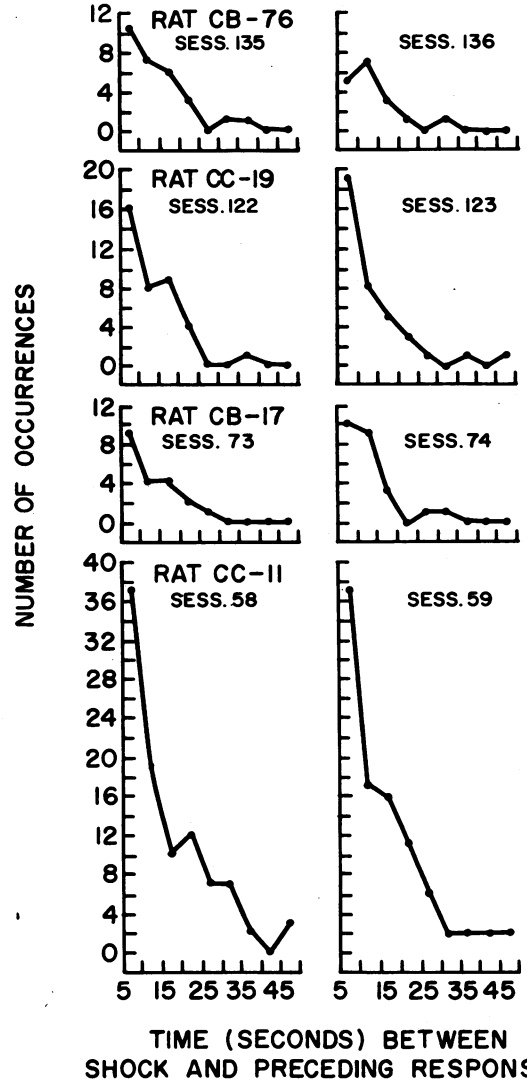 12
8
4
0
RAT CB-76
SESS. 135
SESS. 136
20
16
12
8
4
0
RAT CC-19
SESS. 122
SESS. 123
12
8
4
0
RAT CB-17
SESS. 73
SESS. 74
40
36
32
28
24
20
16
12
8
4
0
RAT CC-11
SESS. 58
SESS. 59
NUMBER OF OCCURRENCES
5 15 25 35 45
5 15 25 35 45
TIME (SECONDS) BETWEEN
SHOCK AND PRECEDING RESPONS